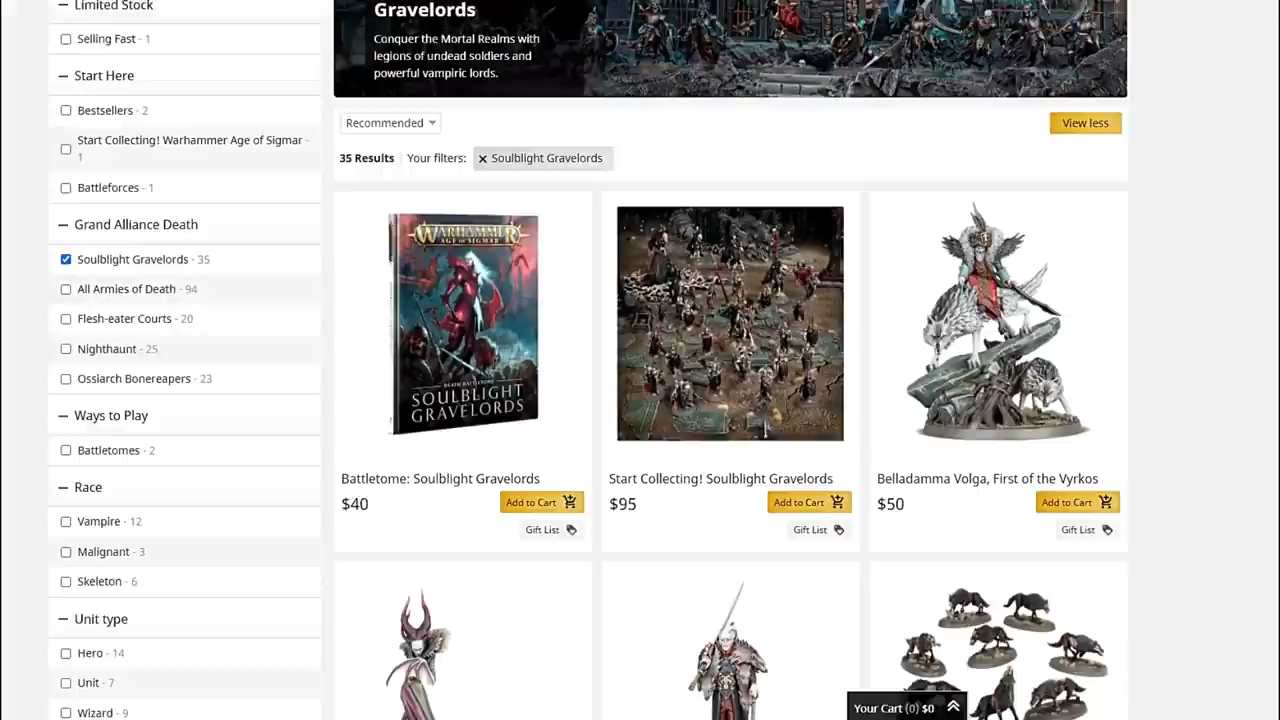 Limited Stock
Selling Fast - 1
Start Here
Bestsellers - 2
Start Collecting! Warhammer Age of Sigmar -
1
Battleforces - 1
Grand Alliance Death
Soulblight Gravelords - 35
All Armies of Death - 94
Flesh-eater Courts - 20
Nighthaunt - 25
Ossiarch Bonereapers - 23
Ways to Play
Battletomes - 2
Race
Vampire - 12
Malignant - 3
Skeleton - 6
Unit type
Hero - 14
Unit - 7
Wizard - 9
Gravelords
Conquer the Mortal Realms with
legions of undead soldiers and
powerful vampiric lords.
Recommended
View less
35 Results
Your filters:
Soulblight Gravelords
WARHAMMER
AGE OF SIGMAR
DEATH BATTLETOME
SOULBLIGHT
GRAVELORDS
Battletome: Soulblight Gravelords
$40
Add to Cart
Gift List
Start Collecting! Soulblight Gravelords
$95
Add to Cart
Gift List
Belladamma Volga, First of the Vyrkos
$50
Add to Cart
Gift List
Your Cart (0) $0